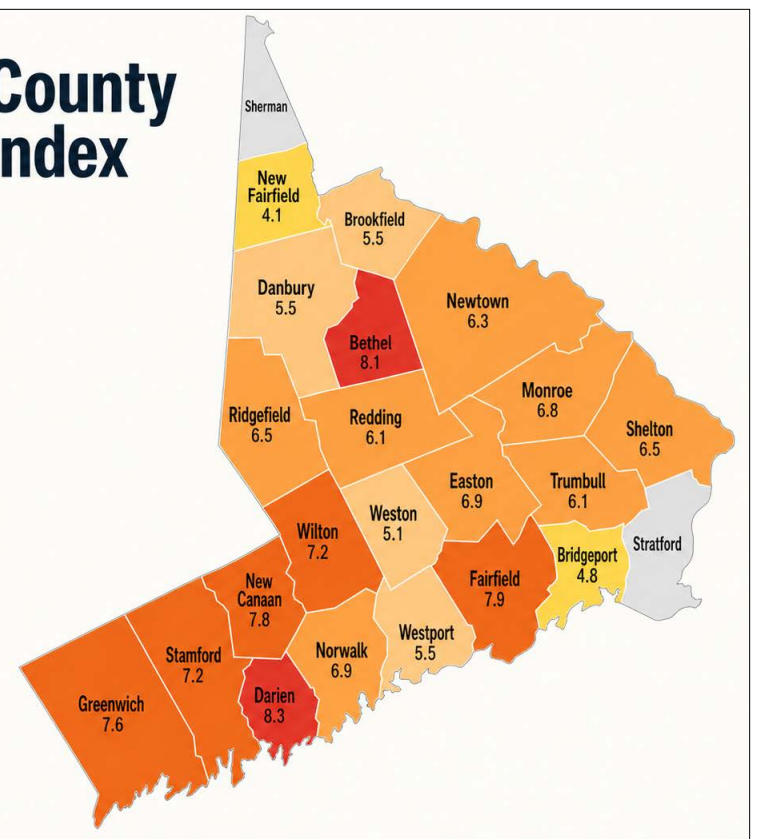 County
ndex
Sherman
New
Fairfield
4.1
Brookfield
5.5
Danbury
5.5
Newtown
6.3
Bethel
8.1
Monroe
6.8
Ridgefield
6.5
Redding
6.1
Shelton
6.5
Easton
6.9
Trumbull
6.1
Weston
5.1
Wilton
7.2
Stratford
Bridgeport
4.8
Fairfield
7.9
New
Canaan
7.8
Westport
5.5
Norwalk
6.9
Stamford
7.2
Darien
8.3
Greenwich
7.6